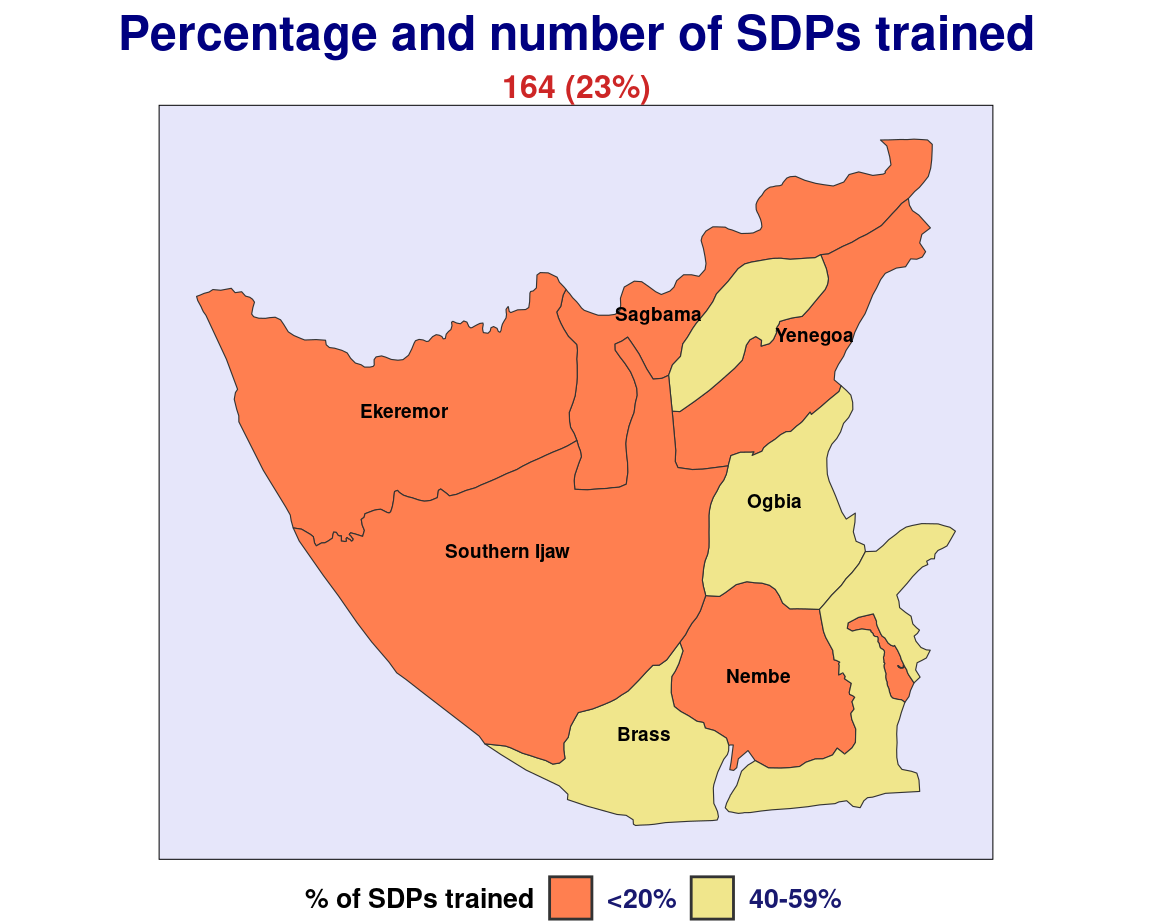 Percentage and number of SDPs trained
164 (23%)
Sagbama
Yenegoa
Ekeremor
Ogbia
Southern Ijaw
Nembe
Brass
% of SDPs trained <20% 40-59%